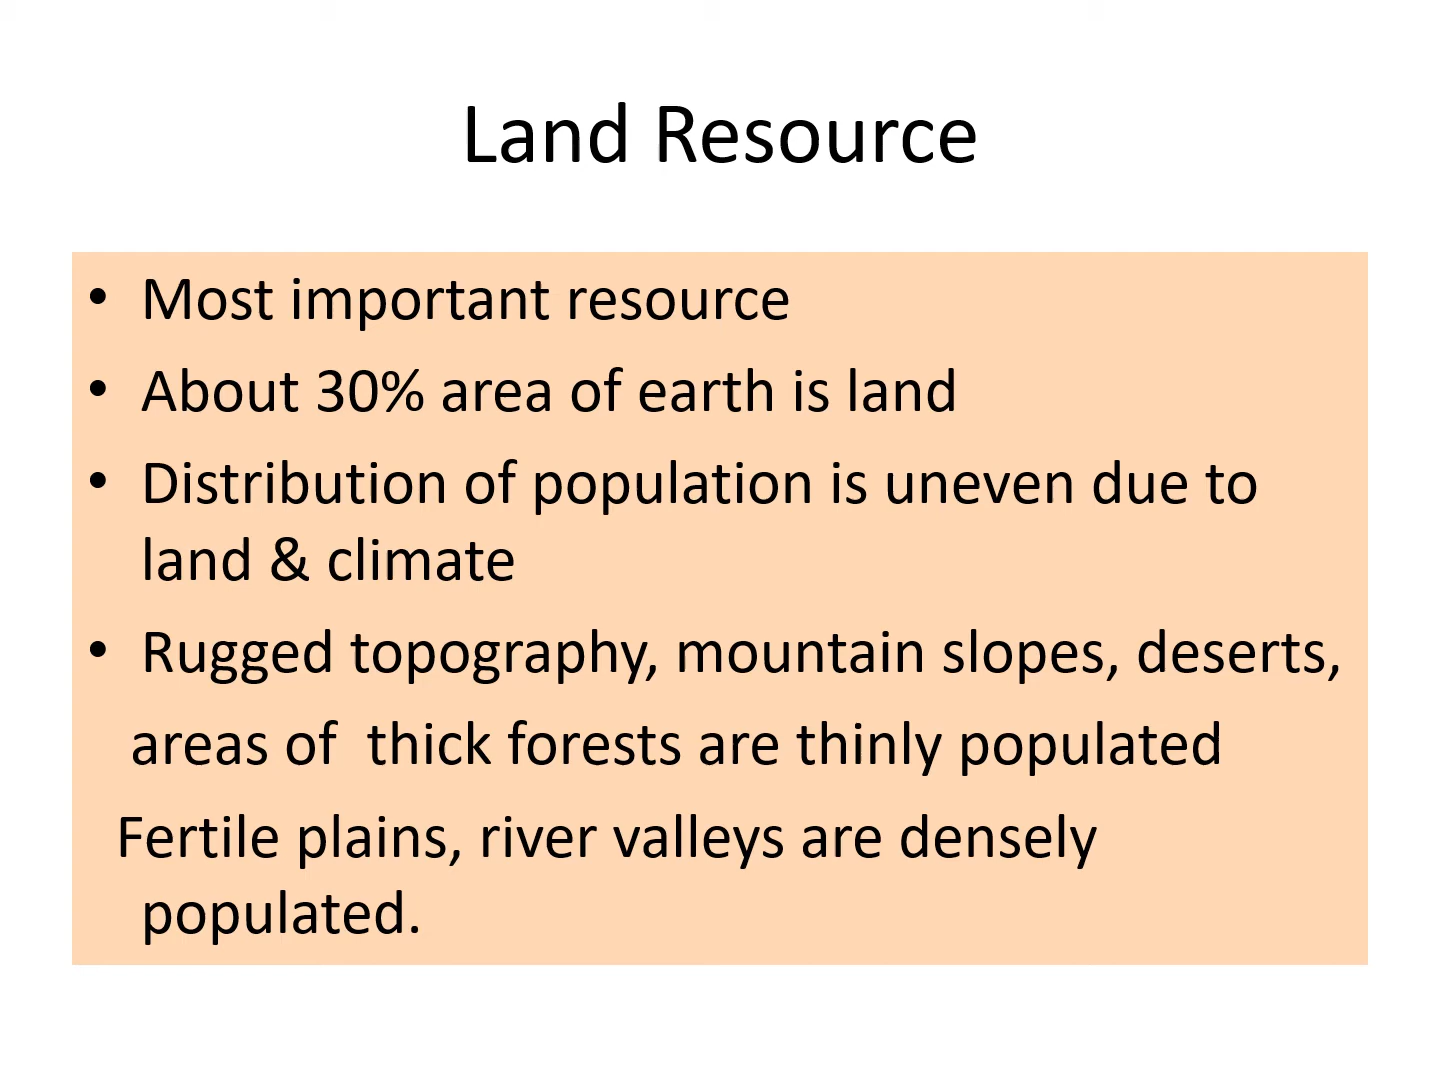 Land Resource
• Most important resource
• About 30% area of earth is land
• Distribution of population is uneven due to
land & climate
• Rugged topography, mountain slopes, deserts,
areas of  thick forests are thinly populated
Fertile plains, river valleys are densely
populated.